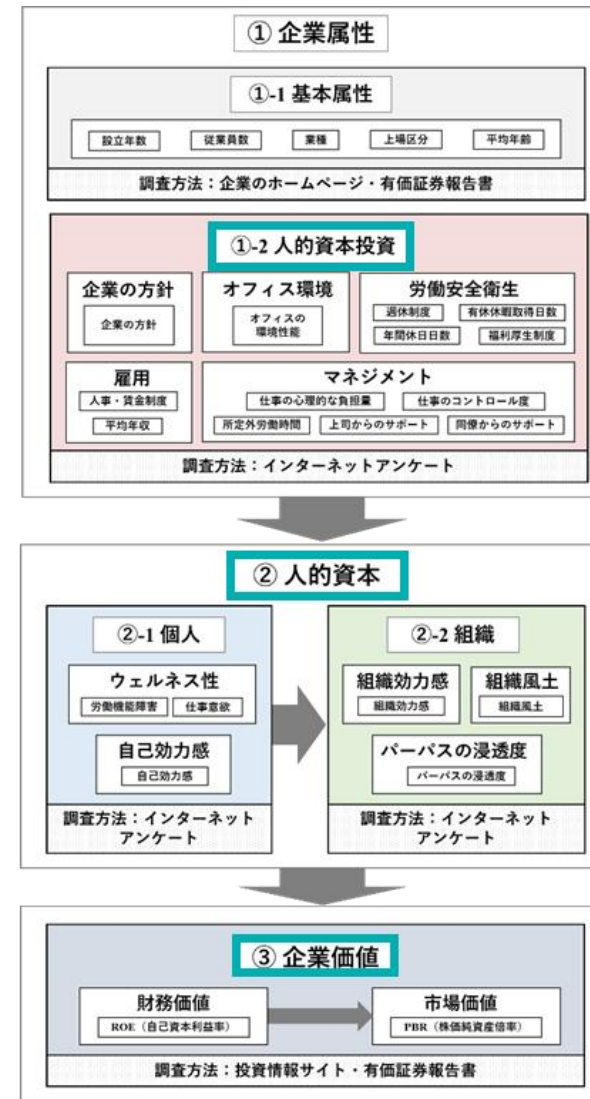 ① 企業属性
①-1 基本属性
設立年数 従業員数 業種 上場区分 平均年齢
調査方法：企業のホームページ・有価証券報告書
①-2 人的資本投資
企業の方針
企業の方針
オフィス環境
オフィスの
環境性能
労働安全衛生
週休制度 有休休暇取得日数
年間休日日数 福利厚生制度
雇用
人事・賃金制度
平均年収
マネジメント
仕事の心理的な負担量 仕事のコントロール度
所定外労働時間 上司からのサポート 同僚からのサポート
調査方法：インターネットアンケート
② 人的資本
②-1 個人
ウェルネス性
労働機能障害 仕事意欲
自己効力感
自己効力感
調査方法：インターネット
アンケート
②-2 組織
組織効力感
組織効力感
組織風土
組織風土
パーパスの浸透度
パーパスの浸透度
調査方法：インターネット
アンケート
③ 企業価値
財務価値
ROE（自己資本利益率）
市場価値
PBR（株価純資産倍率）
調査方法：投資情報サイト・有価証券報告書